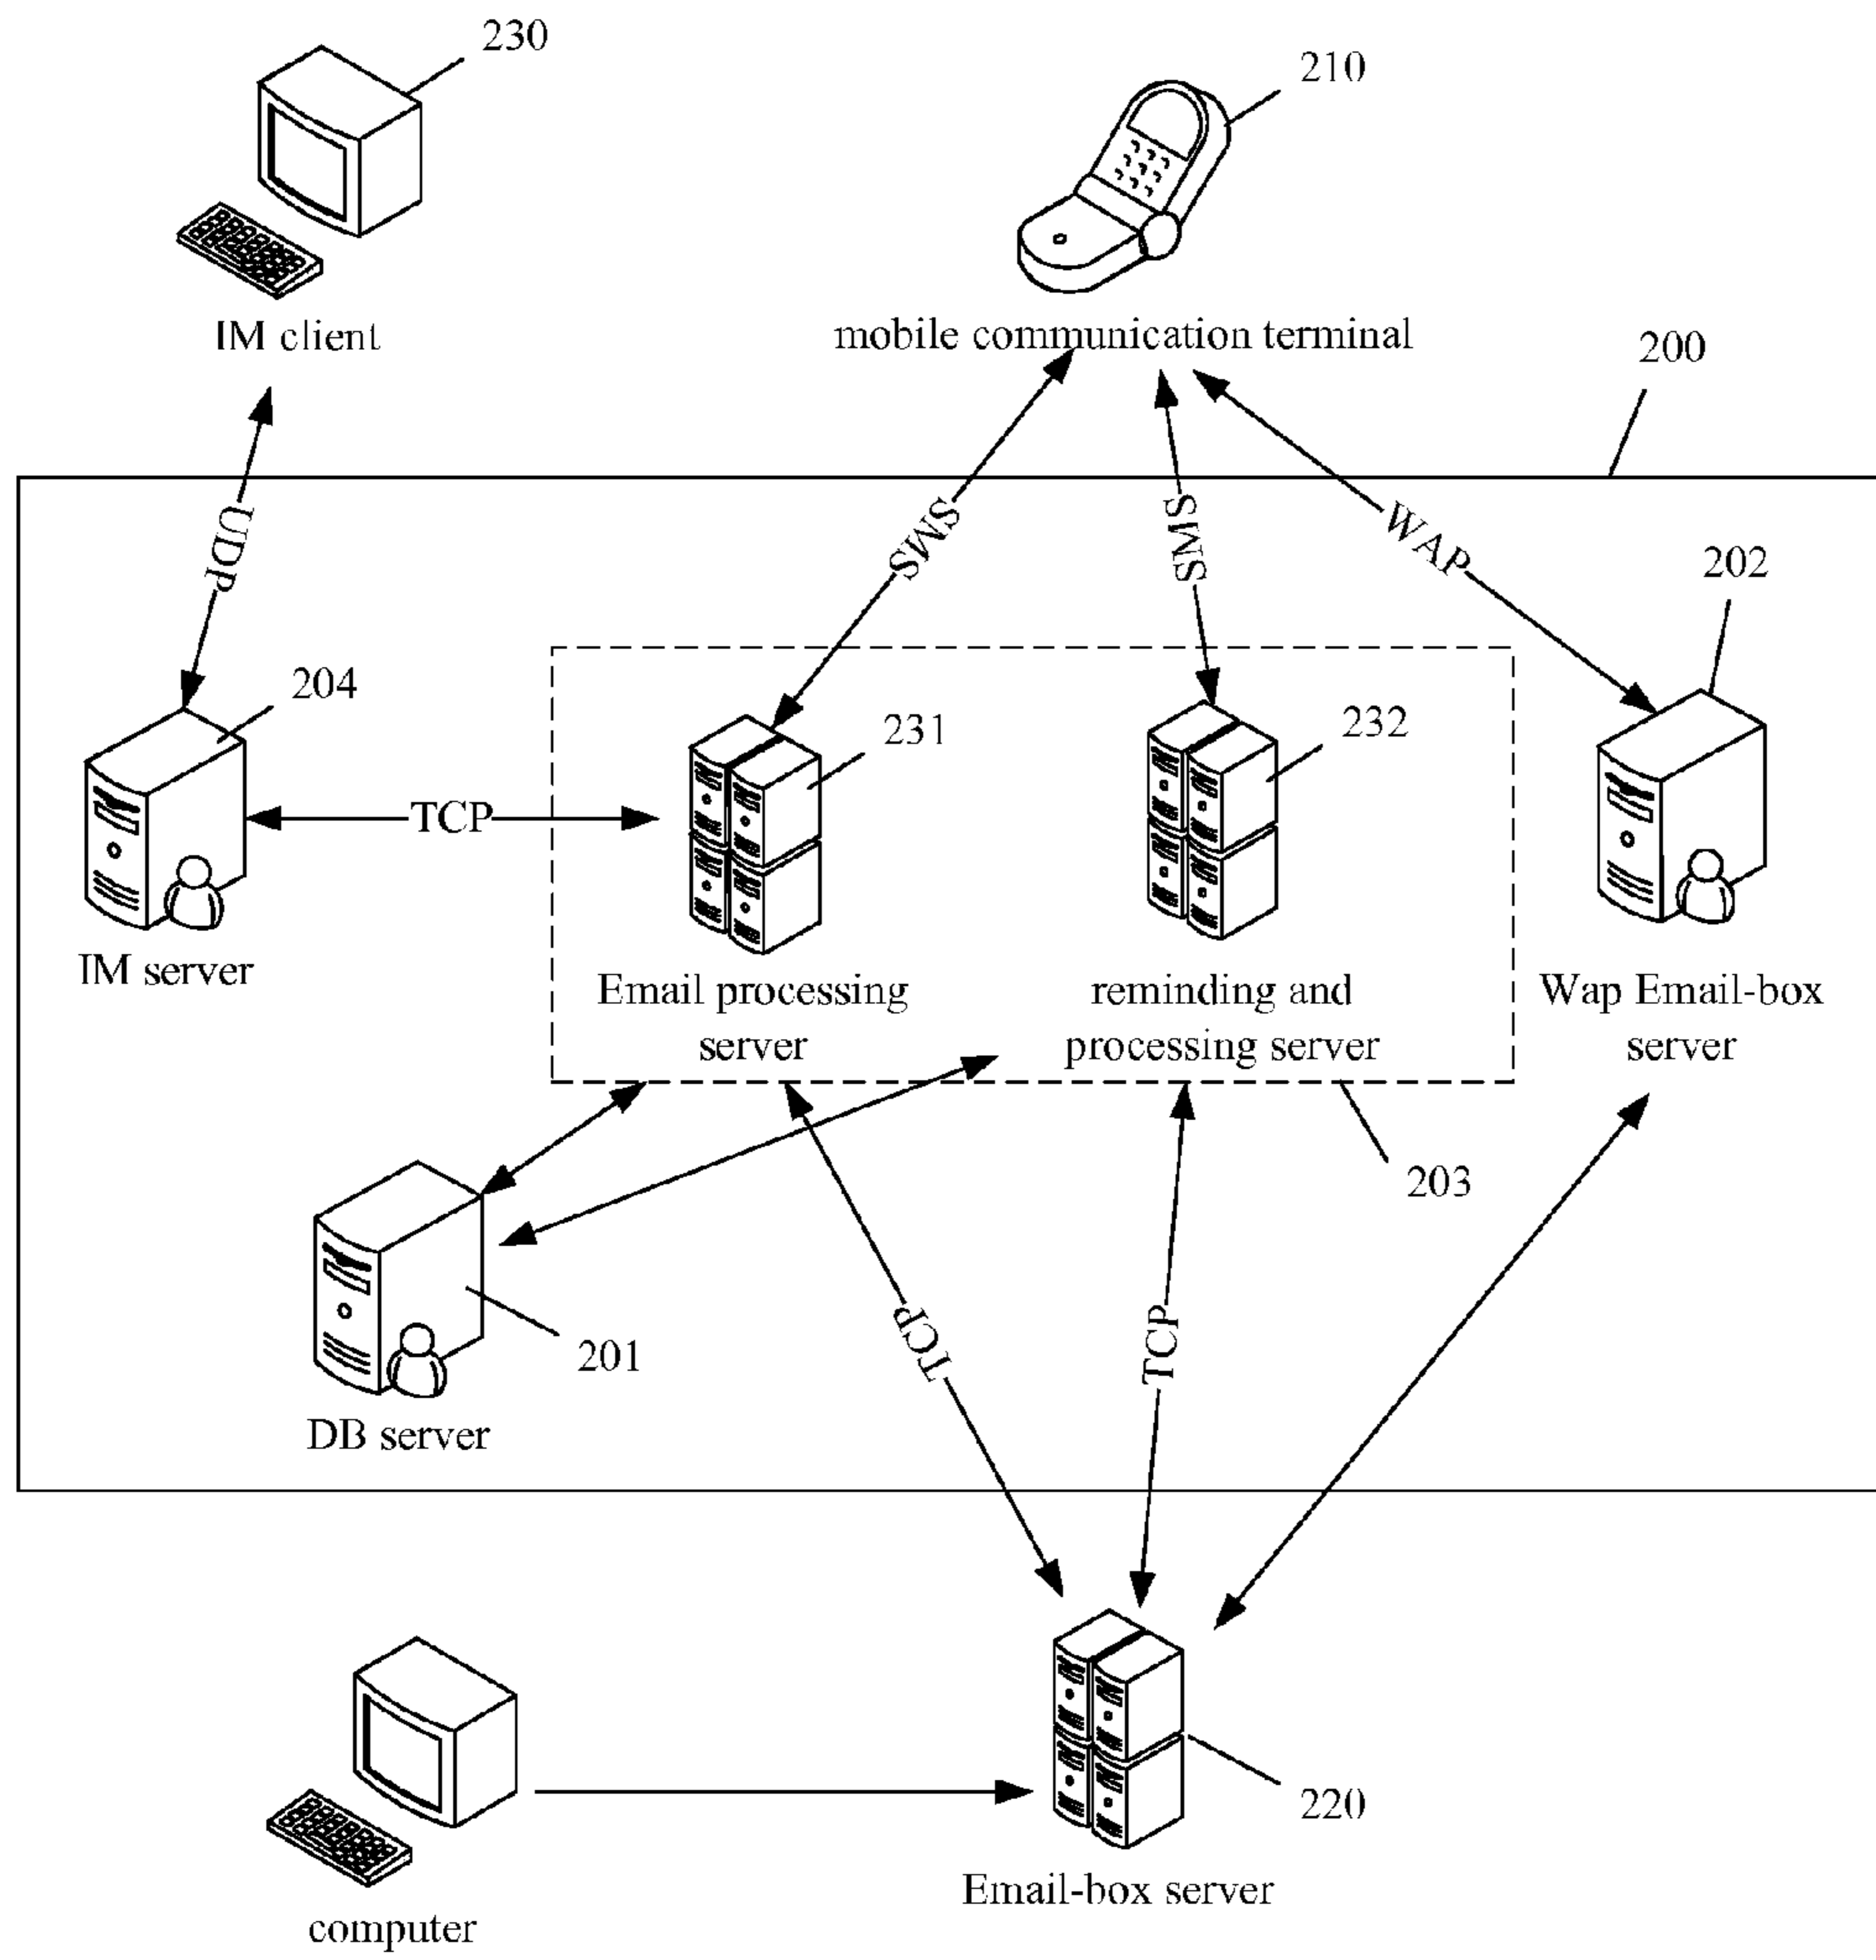 230
210
IM client
mobile communication terminal
200
UDP
SMS
SMS
WAP
202
204
231
232
TCP
IM server
Email processing
server
reminding and
processing server
Wap Email-box
server
203
201
TCP
TCP
DB server
220
Email-box server
computer